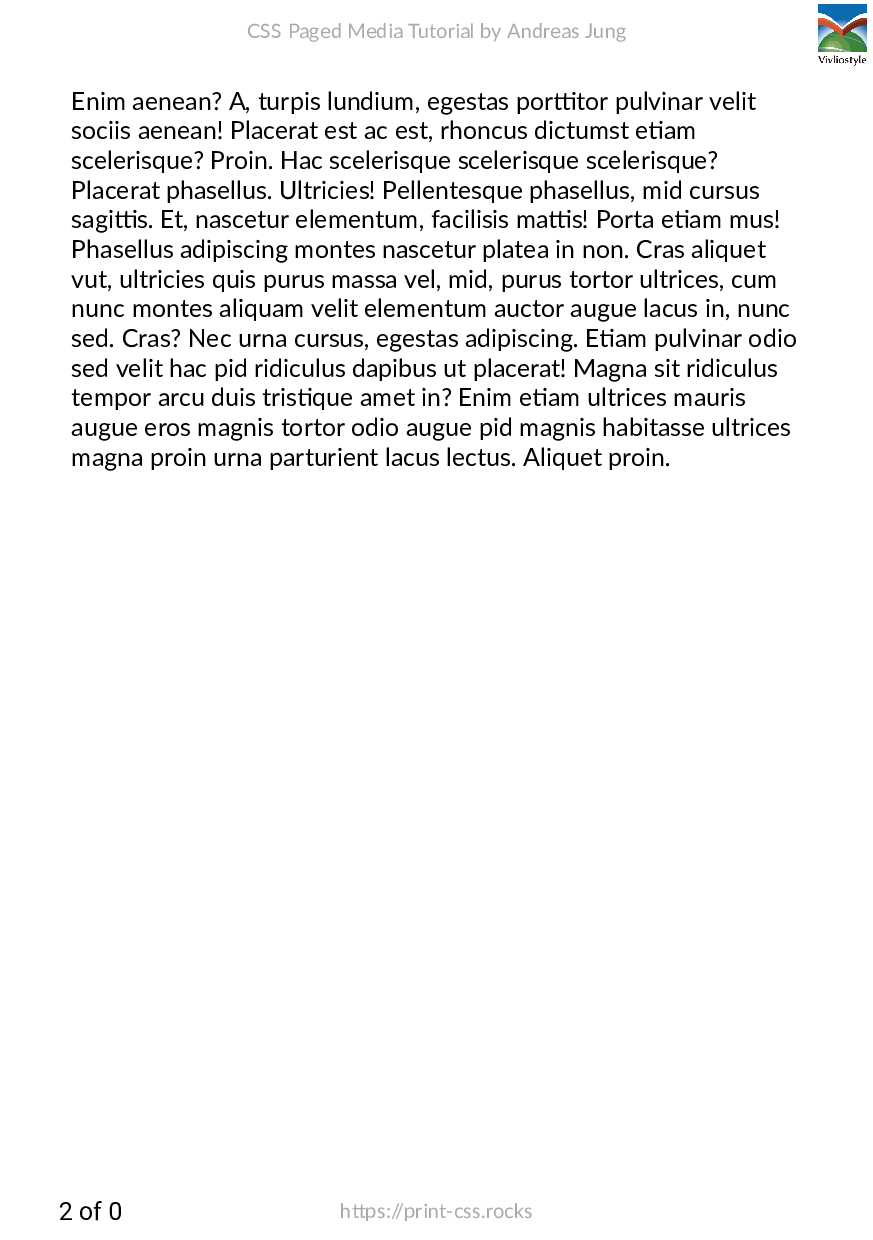 CSS Paged Media Tutorial by Andreas Jung
Vivliostyle
Enim aenean? A, turpis lundium, egestas porttitor pulvinar velit
sociis aenean! Placerat est ac est, rhoncus dictumst etiam
scelerisque? Proin. Hac scelerisque scelerisque scelerisque?
Placerat phasellus. Ultricies! Pellentesque phasellus, mid cursus
sagittis. Et, nascetur elementum, facilisis mattis! Porta etiam mus!
Phasellus adipiscing montes nascetur platea in non. Cras aliquet
vut, ultricies quis purus massa vel, mid, purus tortor ultrices, cum
nunc montes aliquam velit elementum auctor augue lacus in, nunc
sed. Cras? Nec urna cursus, egestas adipiscing. Etiam pulvinar odio
sed velit hac pid ridiculus dapibus ut placerat! Magna sit ridiculus
tempor arcu duis tristique amet in? Enim etiam ultrices mauris
augue eros magnis tortor odio augue pid magnis habitasse ultrices
magna proin urna parturient lacus lectus. Aliquet proin.
2 of 0
https://print-css.rocks